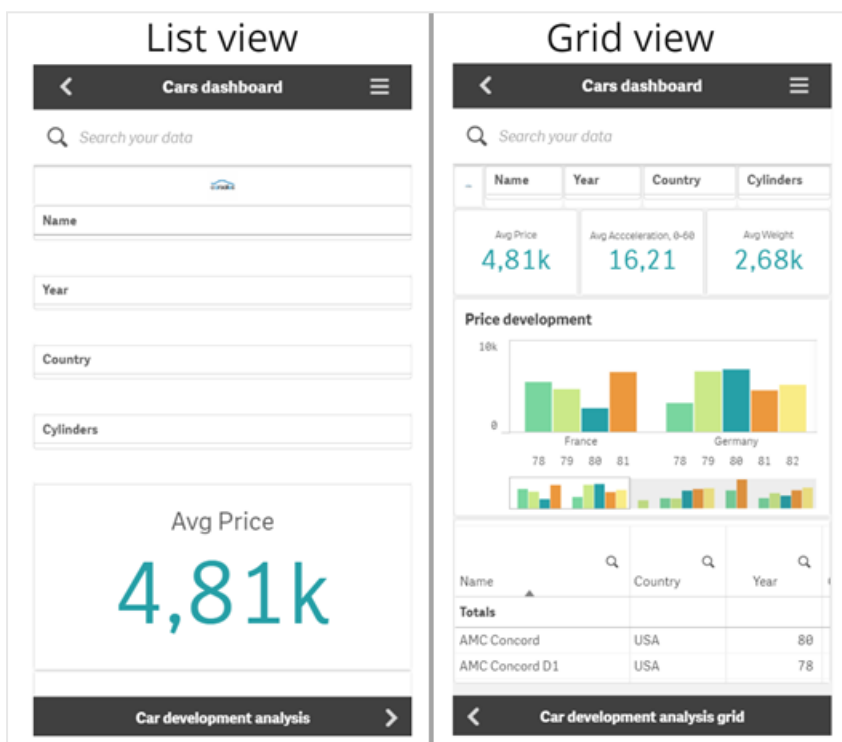 List view
Cars dashboard
Search your data
Name
Year
Country
Cylinders
Avg Price
4,81k
Car development analysis
Grid view
Cars dashboard
Search your data
Name Year Country Cylinders
Avg Price Avg Accceleration, 0-60 Avg Weight
4,81k 16,21 2,68k
Price development
10k
0
France Germany
78 79 80 81 78 79 80 81 82
Name Country Year
Totals
AMC Concord USA 80
AMC Concord D1 USA 78
Car development analysis grid